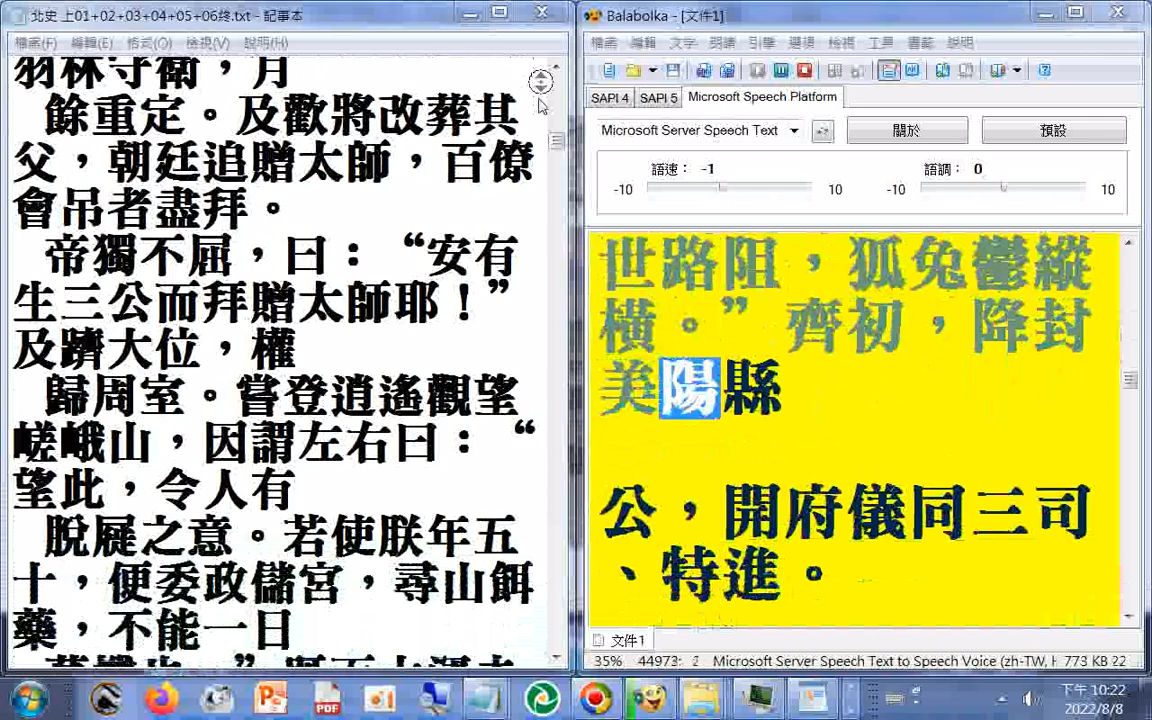 北史 上01+02+03+04+05+06终.txt - 記事本
檔案(F) 編輯(E) 格式(O) 檢視(V) 說明(H)
羽林守衛，月
餘重定。及歡將改葬其
父，朝廷追贈太師，百僚
會吊者盡拜。
帝獨不屈，曰：“安有
生三公而拜贈太師耶！”
及躋大位，權
歸周室。嘗登逍遙觀望
嵯峨山，因謂左右曰：“
望此，令人有
脫屣之意。若使朕年五
十，便委政儲宮，尋山餌
藥，不能一日
Balabolka - [文件1]
檔案 編輯 文字 朗讀 引擎 選項 檢視 工具 書籤 說明
SAPI 4 SAPI 5 Microsoft Speech Platform
Microsoft Server Speech Text 關於 預設
語速： -1 語調： 0
-10 10 -10 10
世路阻，狐兔鬱縱
橫。”齊初，降封
美陽縣
公，開府儀同三司
、特進。
文件1
35% 44973: 2 Microsoft Server Speech Text to Speech Voice (zh-TW, H 773 KB 22
下午 10:22
2022/8/8